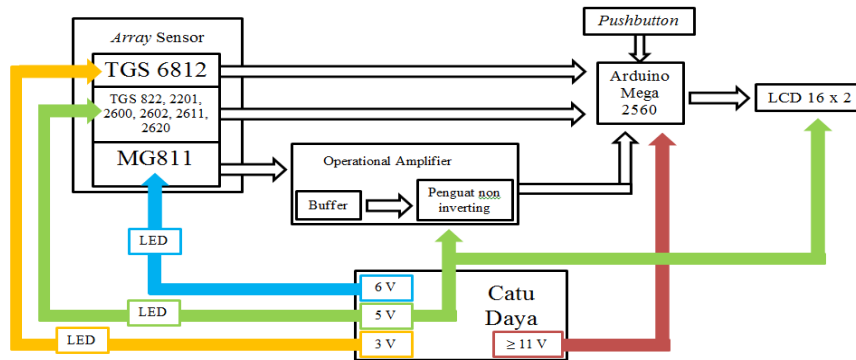 Pushbutton
Array Sensor
TGS 6812
TGS 822, 2201,
2600, 2602, 2611,
2620
MG811
Arduino
Mega
2560
LCD 16 x 2
Operational Amplifier
Buffer
Penguat non
inverting
LED
LED
LED
6 V
5 V
3 V
Catu
Daya
≥ 11 V